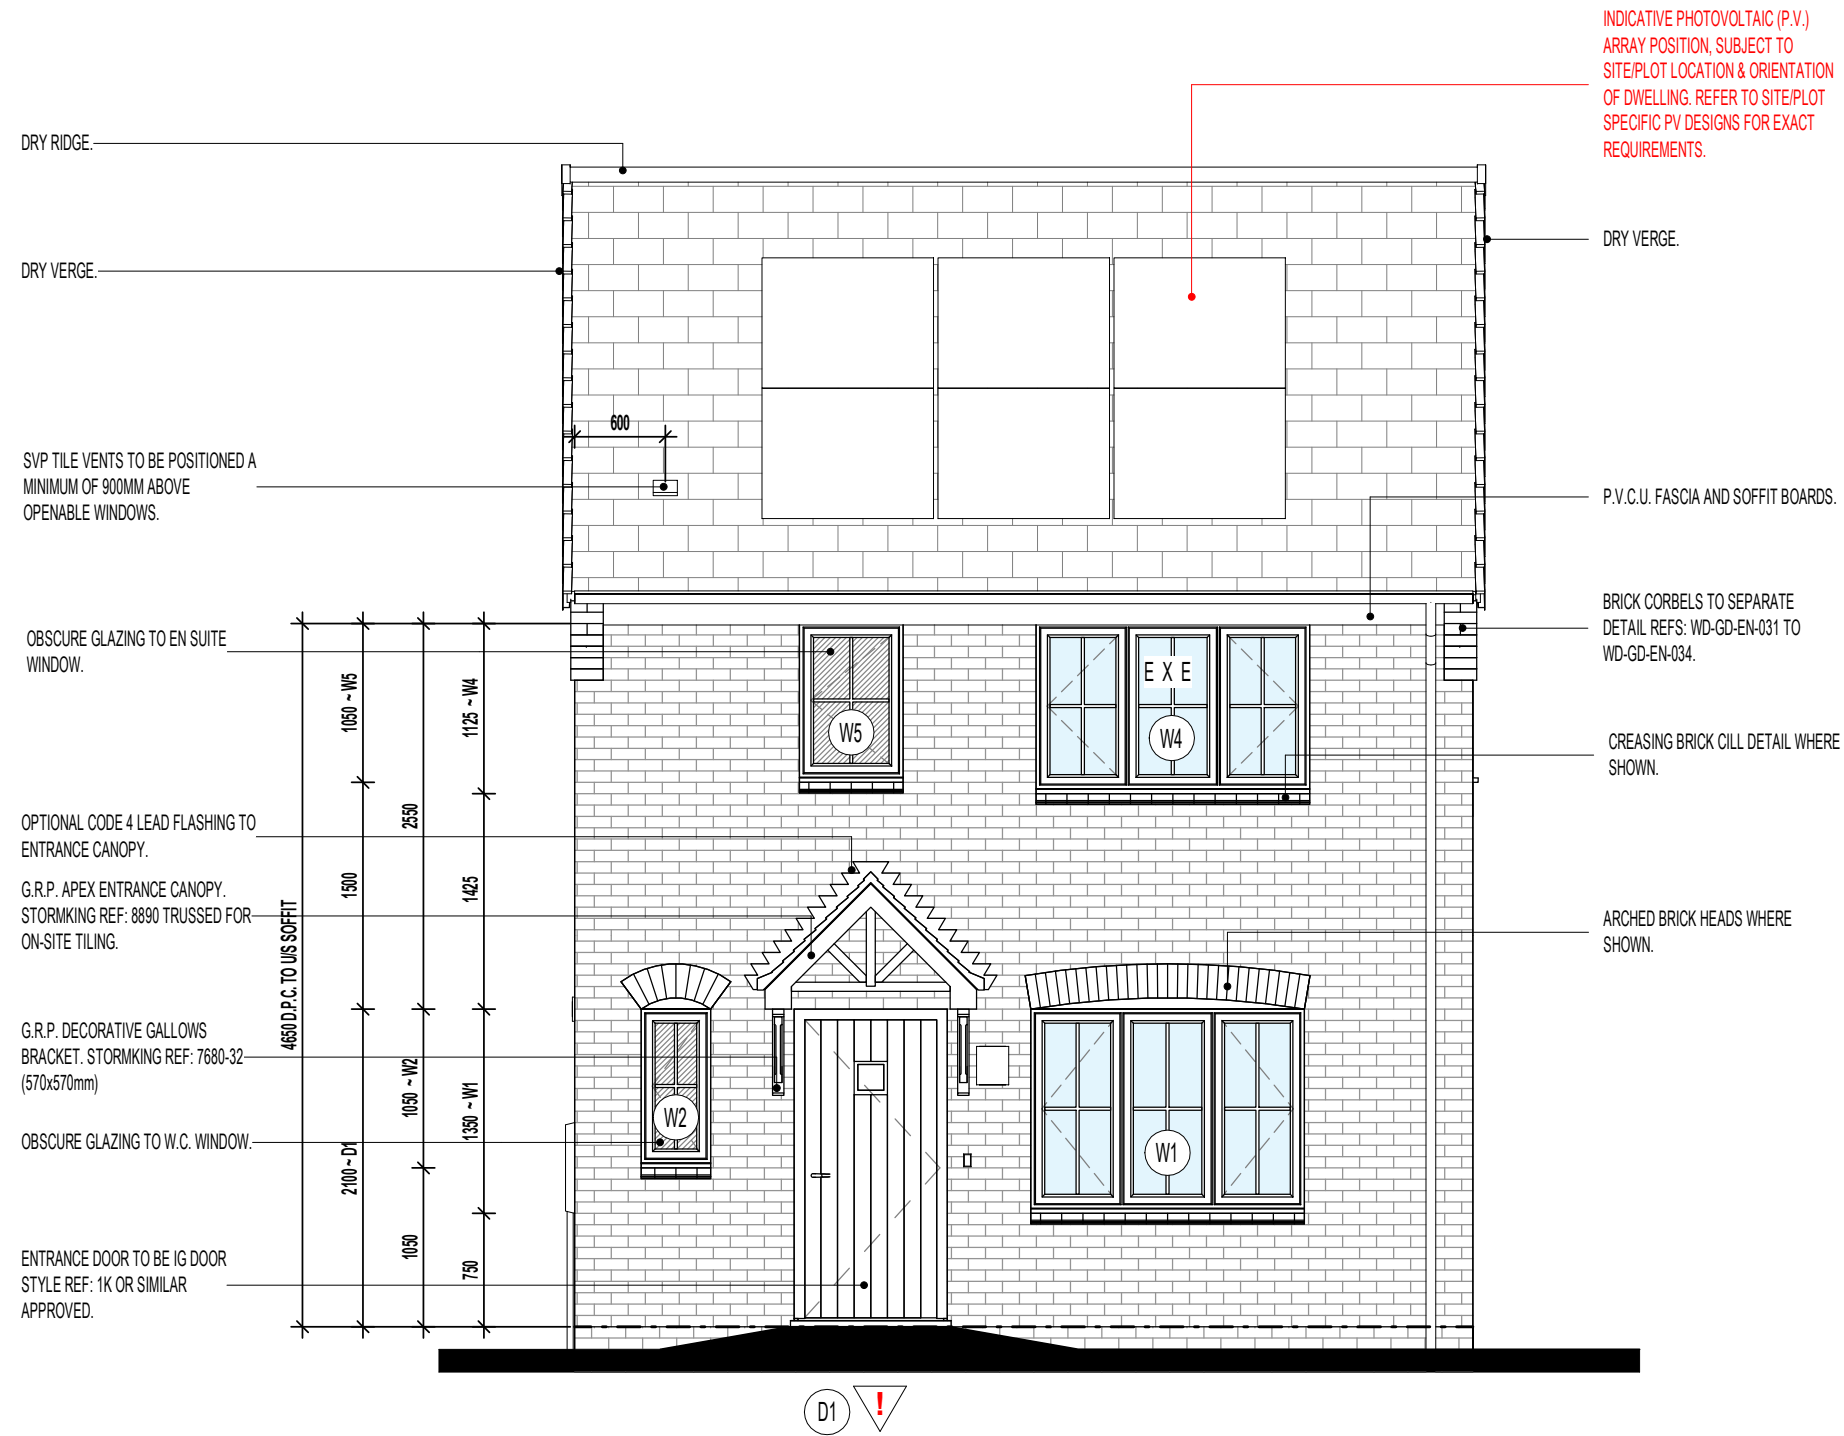 INDICATIVE PHOTOVOLTAIC (P.V.)
ARRAY POSITION, SUBJECT TO
SITE/PLOT LOCATION & ORIENTATION
OF DWELLING. REFER TO SITE/PLOT
SPECIFIC PV DESIGNS FOR EXACT
REQUIREMENTS.
DRY RIDGE.
DRY VERGE.
DRY VERGE.
600
SVP TILE VENTS TO BE POSITIONED A
MINIMUM OF 900MM ABOVE
OPENABLE WINDOWS.
P.V.C.U. FASCIA AND SOFFIT BOARDS.
BRICK CORBELS TO SEPARATE
DETAIL REFS: WD-GD-EN-031 TO
WD-GD-EN-034.
OBSCURE GLAZING TO EN SUITE
WINDOW.
1050 ~ W5
1125 ~ W4
E X E
W5
W4
CREASING BRICK CILL DETAIL WHERE
SHOWN.
2550
OPTIONAL CODE 4 LEAD FLASHING TO
ENTRANCE CANOPY.
G.R.P. APEX ENTRANCE CANOPY.
STORMKING REF: 8890 TRUSSED FOR
ON-SITE TILING.
1500
1425
4650 D.P.C. TO U/S SOFFIT
ARCHED BRICK HEADS WHERE
SHOWN.
G.R.P. DECORATIVE GALLOWS
BRACKET. STORMKING REF: 7680-32
(570x570mm)
1050 ~ W2
1350 ~ W1
W2
OBSCURE GLAZING TO W.C. WINDOW.
2100 ~ D1
W1
1050
750
ENTRANCE DOOR TO BE IG DOOR
STYLE REF: 1K OR SIMILAR
APPROVED.
D1
!